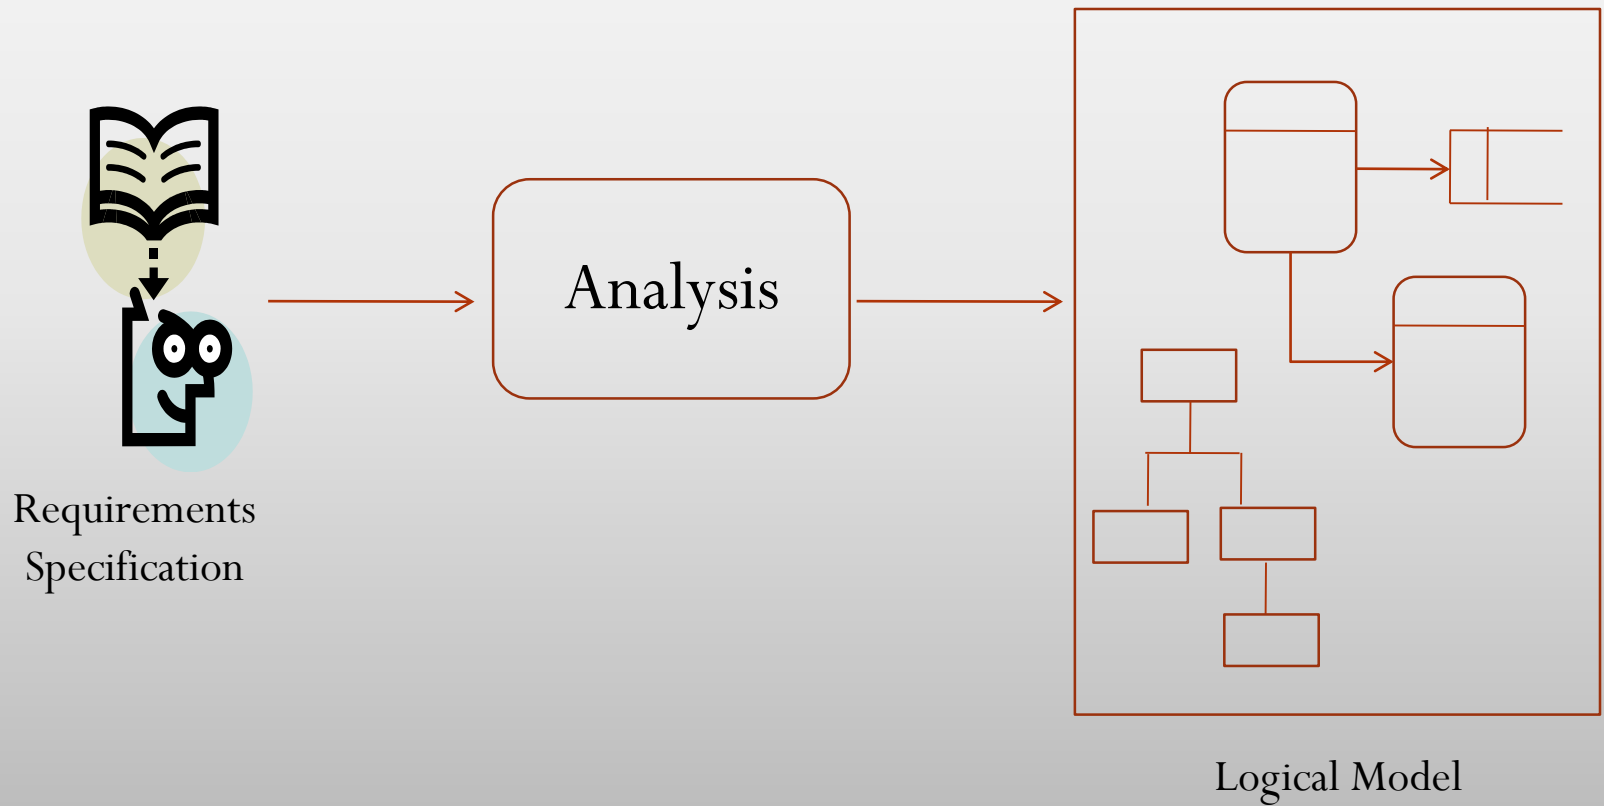 Analysis
Requirements
Specification
Logical Model